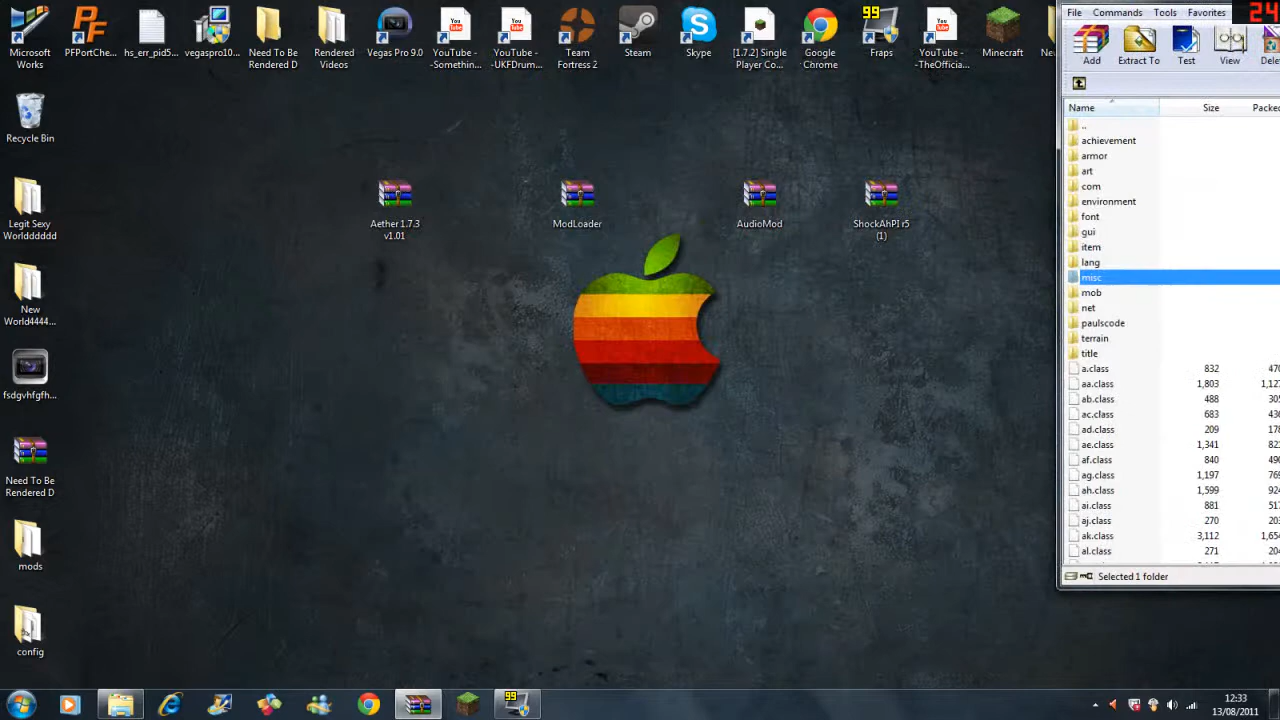 Microsoft Works
PFPortChe...
hs_err_pid5...
vegaspro10...
Need To Be Rendered D
Rendered Videos
YouTube -Somethin...
YouTube -UKFDrum...
Team Fortress 2
Steam
Skype
[1.7.2] Single Player Co...
Google Chrome
99
Fraps
YouTube -TheOfficia...
Minecraft
Recycle Bin
Legit Sexy Worldddddd
New World4444...
fsdgvhfgfh...
Need To Be Rendered D
mods
config
Aether 1.7.3 v1.01
ModLoader
AudioMod
ShockAhPI r5 (1)
File Commands Tools Favorites
24
Add Extract To Test View
Name Size
..
achievement
armor
art
com
environment
font
gui
item
lang
misc
mob
net
paulscode
terrain
title
a.class 832
aa.class 1,803
ab.class 488
ac.class 683
ad.class 209
ae.class 1,341
af.class 840
ag.class 1,197
ah.class 1,599
ai.class 881
aj.class 270
ak.class 3,112
al.class 271
Selected 1 folder
99
12:33
13/08/2011